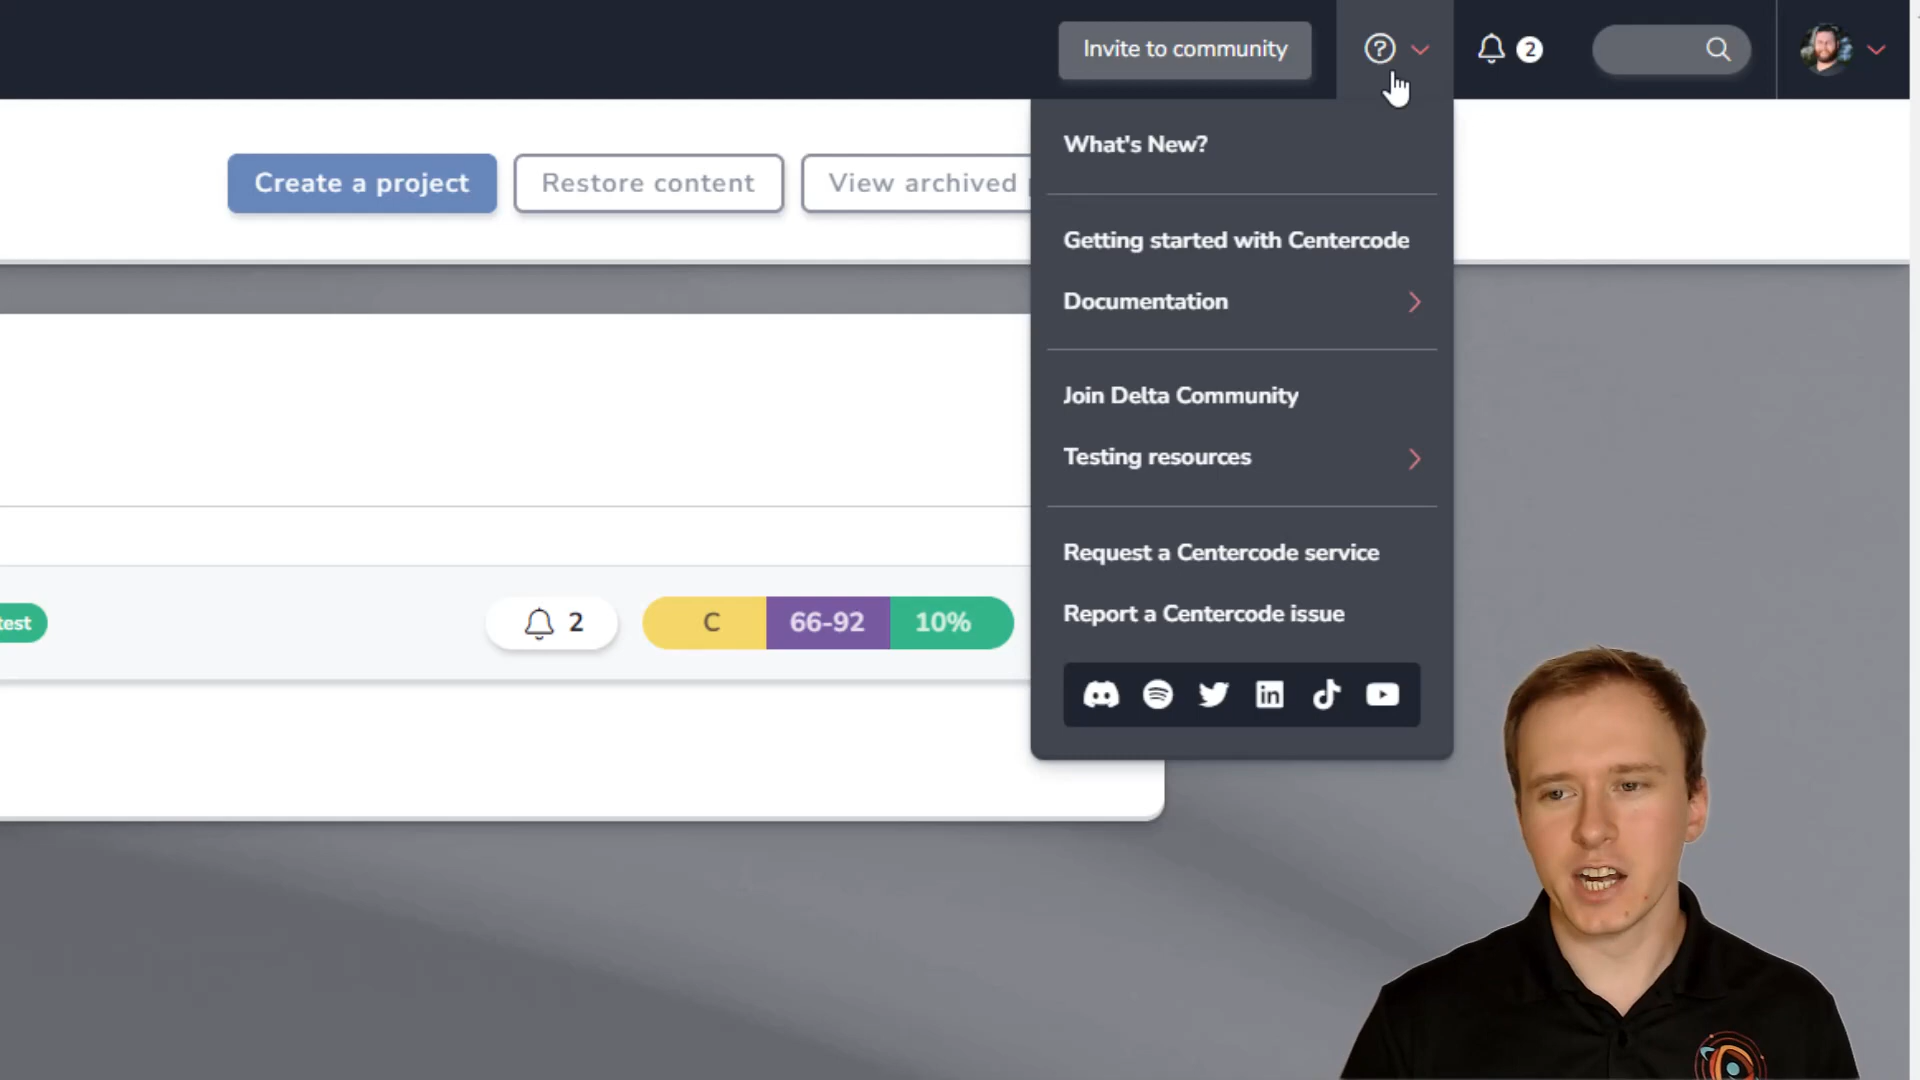 Invite to community
2
Create a project
Restore content
View archived
What's New?
Getting started with Centercode
Documentation
Join Delta Community
Testing resources
Request a Centercode service
Report a Centercode issue
2
C
66-92
10%